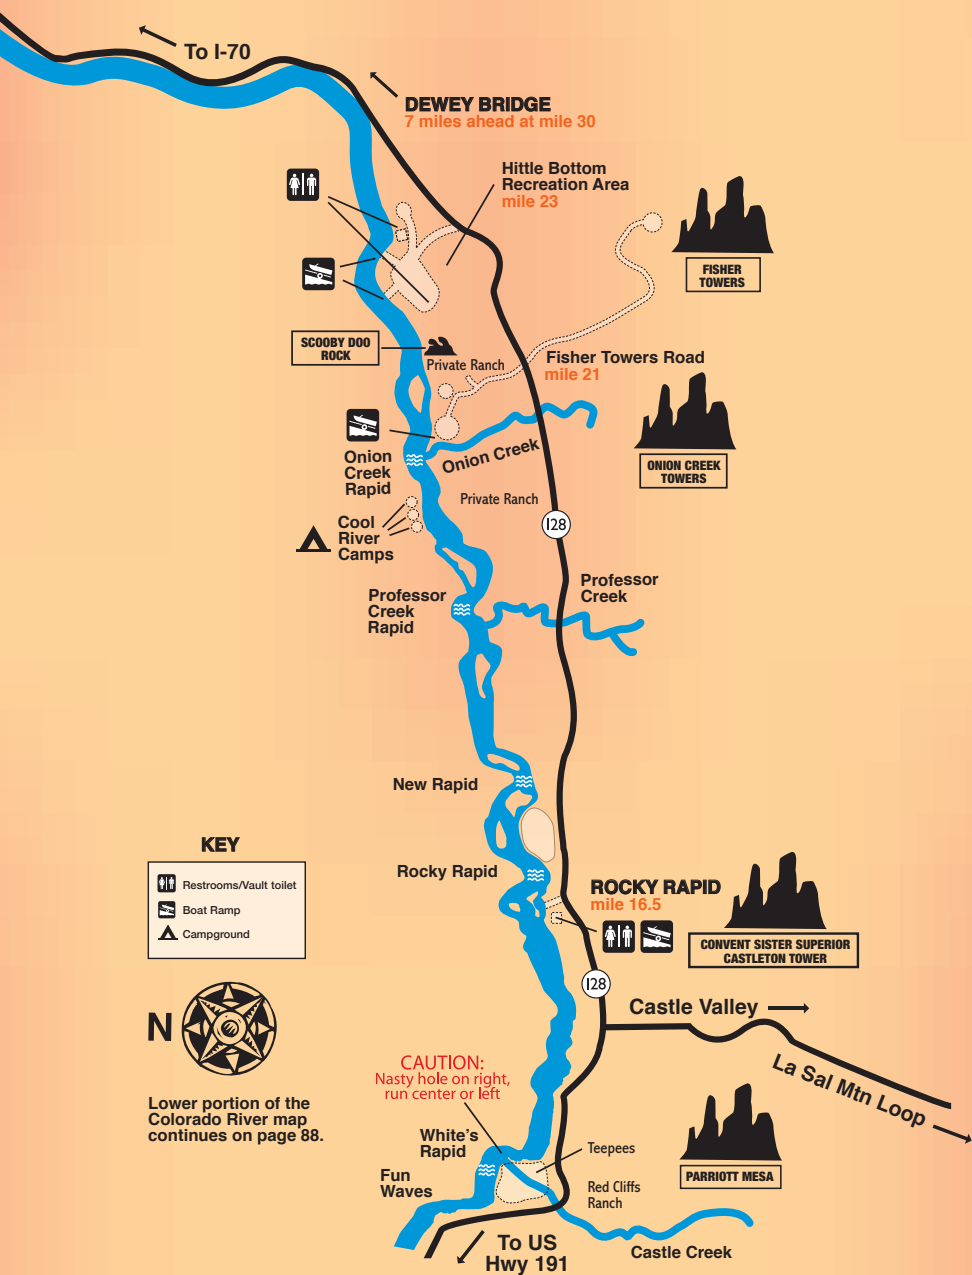 To I-70
DEWEY BRIDGE
7 miles ahead at mile 30
Hittle Bottom
Recreation Area
mile 23
FISHER
TOWERS
SCOOBY DOO
ROCK
Private Ranch
Fisher Towers Road
mile 21
Onion
Creek
Rapid
Onion Creek
ONION CREEK
TOWERS
Private Ranch
Cool
River
Camps
128
Professor
Creek
Professor
Creek
Rapid
New Rapid
Rocky Rapid
ROCKY RAPID
mile 16.5
CONVENT SISTER SUPERIOR
CASTLETON TOWER
KEY
Restrooms/Vault toilet
Boat Ramp
Campground
128
Castle Valley
La Sal Mtn Loop
N
Lower portion of the
Colorado River map
continues on page 88.
CAUTION:
Nasty hole on right,
run center or left
White's
Rapid
Fun
Waves
Teepees
Red Cliffs
Ranch
PARRIOTT MESA
Castle Creek
To US
Hwy 191